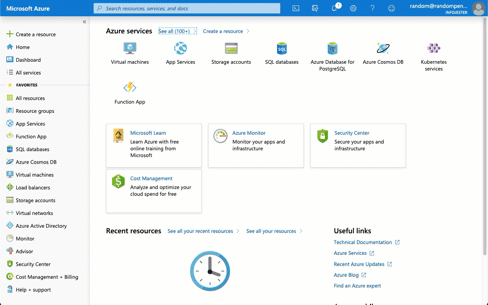 Microsoft Azure
Search resources, services, and docs
1
random@randompen...
Create a resource
Home
Dashboard
All services
FAVORITES
All resources
Resource groups
App Services
Function App
SQL databases
Azure Cosmos DB
Virtual machines
Load balancers
Storage accounts
Virtual networks
Azure Active Directory
Monitor
Advisor
Security Center
Cost Management + Billing
Help + support
Azure services
See all (100+)
Create a resource
Virtual machines
App Services
Storage accounts
SQL databases
Azure Database for
PostgreSQL
Azure Cosmos DB
Kubernetes
services
Function App
Microsoft Learn
Learn Azure with free
online training from
Microsoft
Azure Monitor
Monitor your apps and
infrastructure
Security Center
Secure your apps and
infrastructure
Cost Management
Analyze and optimize your
cloud spend for free
Recent resources
See all your recent resources
See all your resources
Useful links
Technical Documentation
Azure Services
Recent Azure Updates
Azure Blog
Find an Azure expert